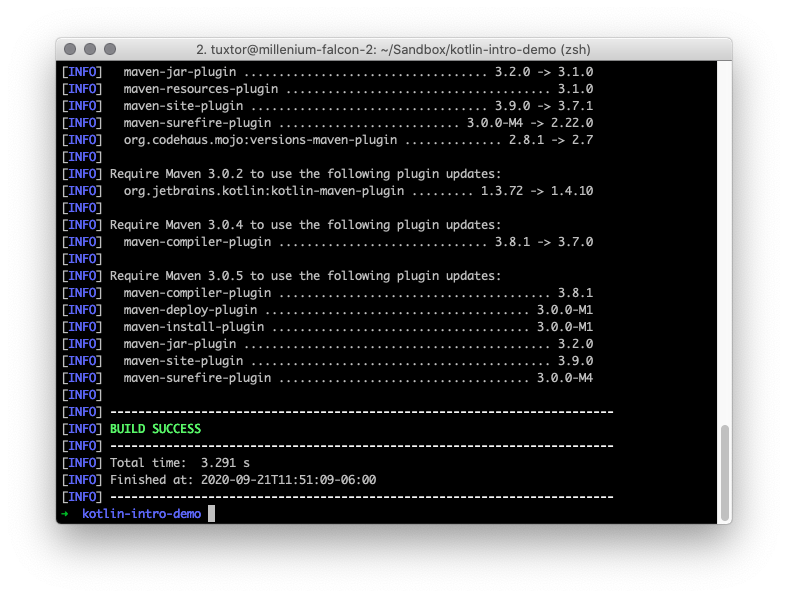 2. tuxtor@millenium-falcon-2: ~/Sandbox/kotlin-intro-demo (zsh)
[INFO]   maven-jar-plugin ................................... 3.2.0 -> 3.1.0
[INFO]   maven-resources-plugin ...................................... 3.1.0
[INFO]   maven-site-plugin .................................. 3.9.0 -> 3.7.1
[INFO]   maven-surefire-plugin .......................... 3.0.0-M4 -> 2.22.0
[INFO]   org.codehaus.mojo:versions-maven-plugin .............. 2.8.1 -> 2.7
[INFO]
[INFO] Require Maven 3.0.2 to use the following plugin updates:
[INFO]   org.jetbrains.kotlin:kotlin-maven-plugin ......... 1.3.72 -> 1.4.10
[INFO]
[INFO] Require Maven 3.0.4 to use the following plugin updates:
[INFO]   maven-compiler-plugin .............................. 3.8.1 -> 3.7.0
[INFO]
[INFO] Require Maven 3.0.5 to use the following plugin updates:
[INFO]   maven-compiler-plugin ....................................... 3.8.1
[INFO]   maven-deploy-plugin ...................................... 3.0.0-M1
[INFO]   maven-install-plugin ..................................... 3.0.0-M1
[INFO]   maven-jar-plugin ............................................ 3.2.0
[INFO]   maven-site-plugin ........................................... 3.9.0
[INFO]   maven-surefire-plugin .................................... 3.0.0-M4
[INFO]
[INFO] ------------------------------------------------------------------------
[INFO] BUILD SUCCESS
[INFO] ------------------------------------------------------------------------
[INFO] Total time:  3.291 s
[INFO] Finished at: 2020-09-21T11:51:09-06:00
[INFO] ------------------------------------------------------------------------
➜  kotlin-intro-demo